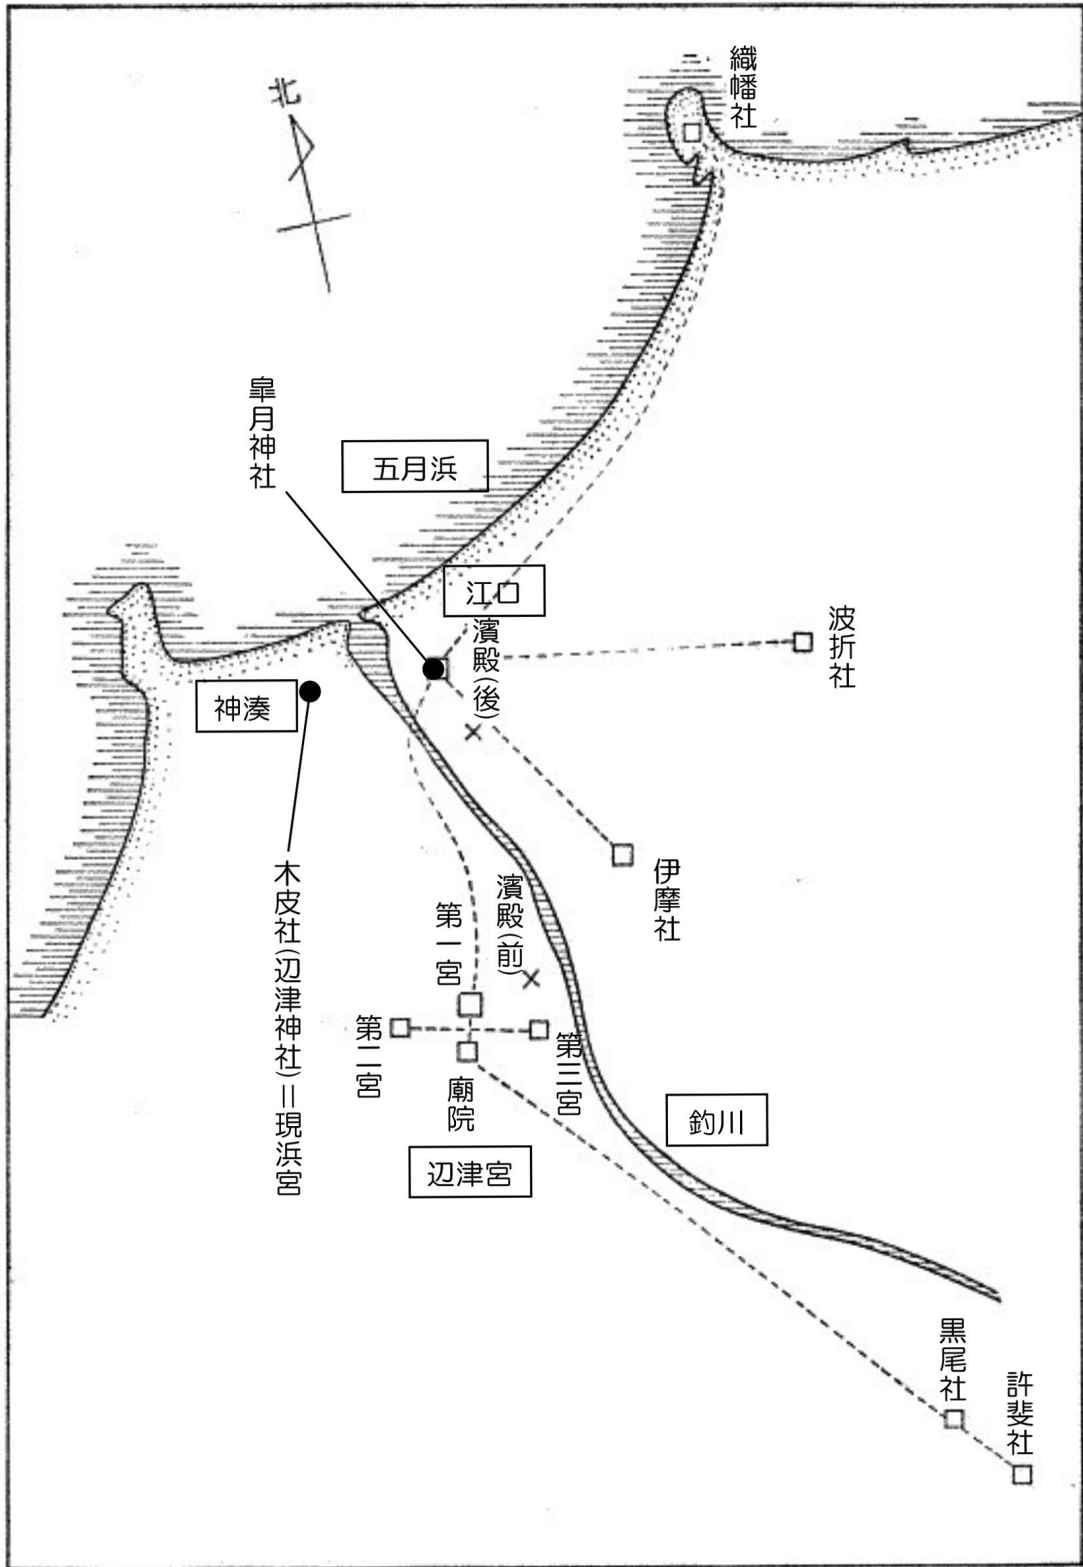 織幡社
北
皐月神社
五月浜
江口
濱殿(後)
波折社
神湊
伊摩社
木皮社(辺津神社)=現浜宮
濱殿(前)
第一宮
第二宮
第三宮
廟院
辺津宮
釣川
黒尾社
許斐社